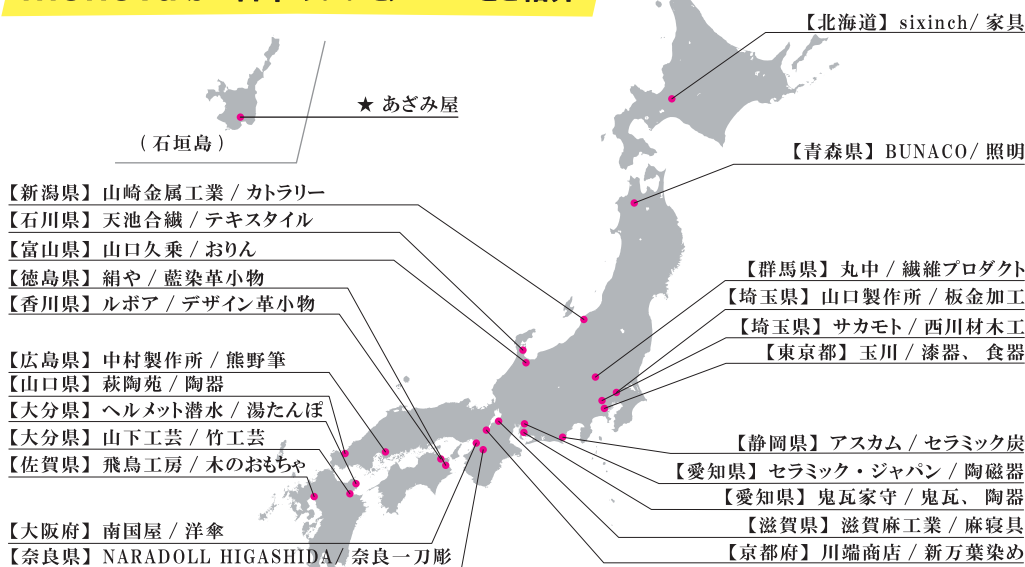 ★ あざみ屋
(石垣島)
【新潟県】山崎金属工業 / カトラリー
【石川県】天池合繊 / テキスタイル
【富山県】山口久乗 / おりん
【徳島県】絹や / 藍染革小物
【香川県】ルボア / デザイン革小物
【広島県】中村製作所 / 熊野筆
【山口県】萩陶苑 / 陶器
【大分県】ヘルメット潜水 / 湯たんぽ
【大分県】山下工芸 / 竹工芸
【佐賀県】飛鳥工房 / 木のおもちゃ
【大阪府】南国屋 / 洋傘
【奈良県】NARADOLL HIGASHIDA/ 奈良一刀彫
【北海道】sixinch/ 家具
【青森県】BUNACO/ 照明
【群馬県】丸中 / 繊維プロダクト
【埼玉県】山口製作所 / 板金加工
【埼玉県】サカモト / 西川材木工
【東京都】玉川 / 漆器、食器
【静岡県】アスカム / セラミック炭
【愛知県】セラミック・ジャパン / 陶磁器
【愛知県】鬼瓦家守 / 鬼瓦、陶器
【滋賀県】滋賀麻工業 / 麻寝具
【京都府】川端商店 / 新万葉染め